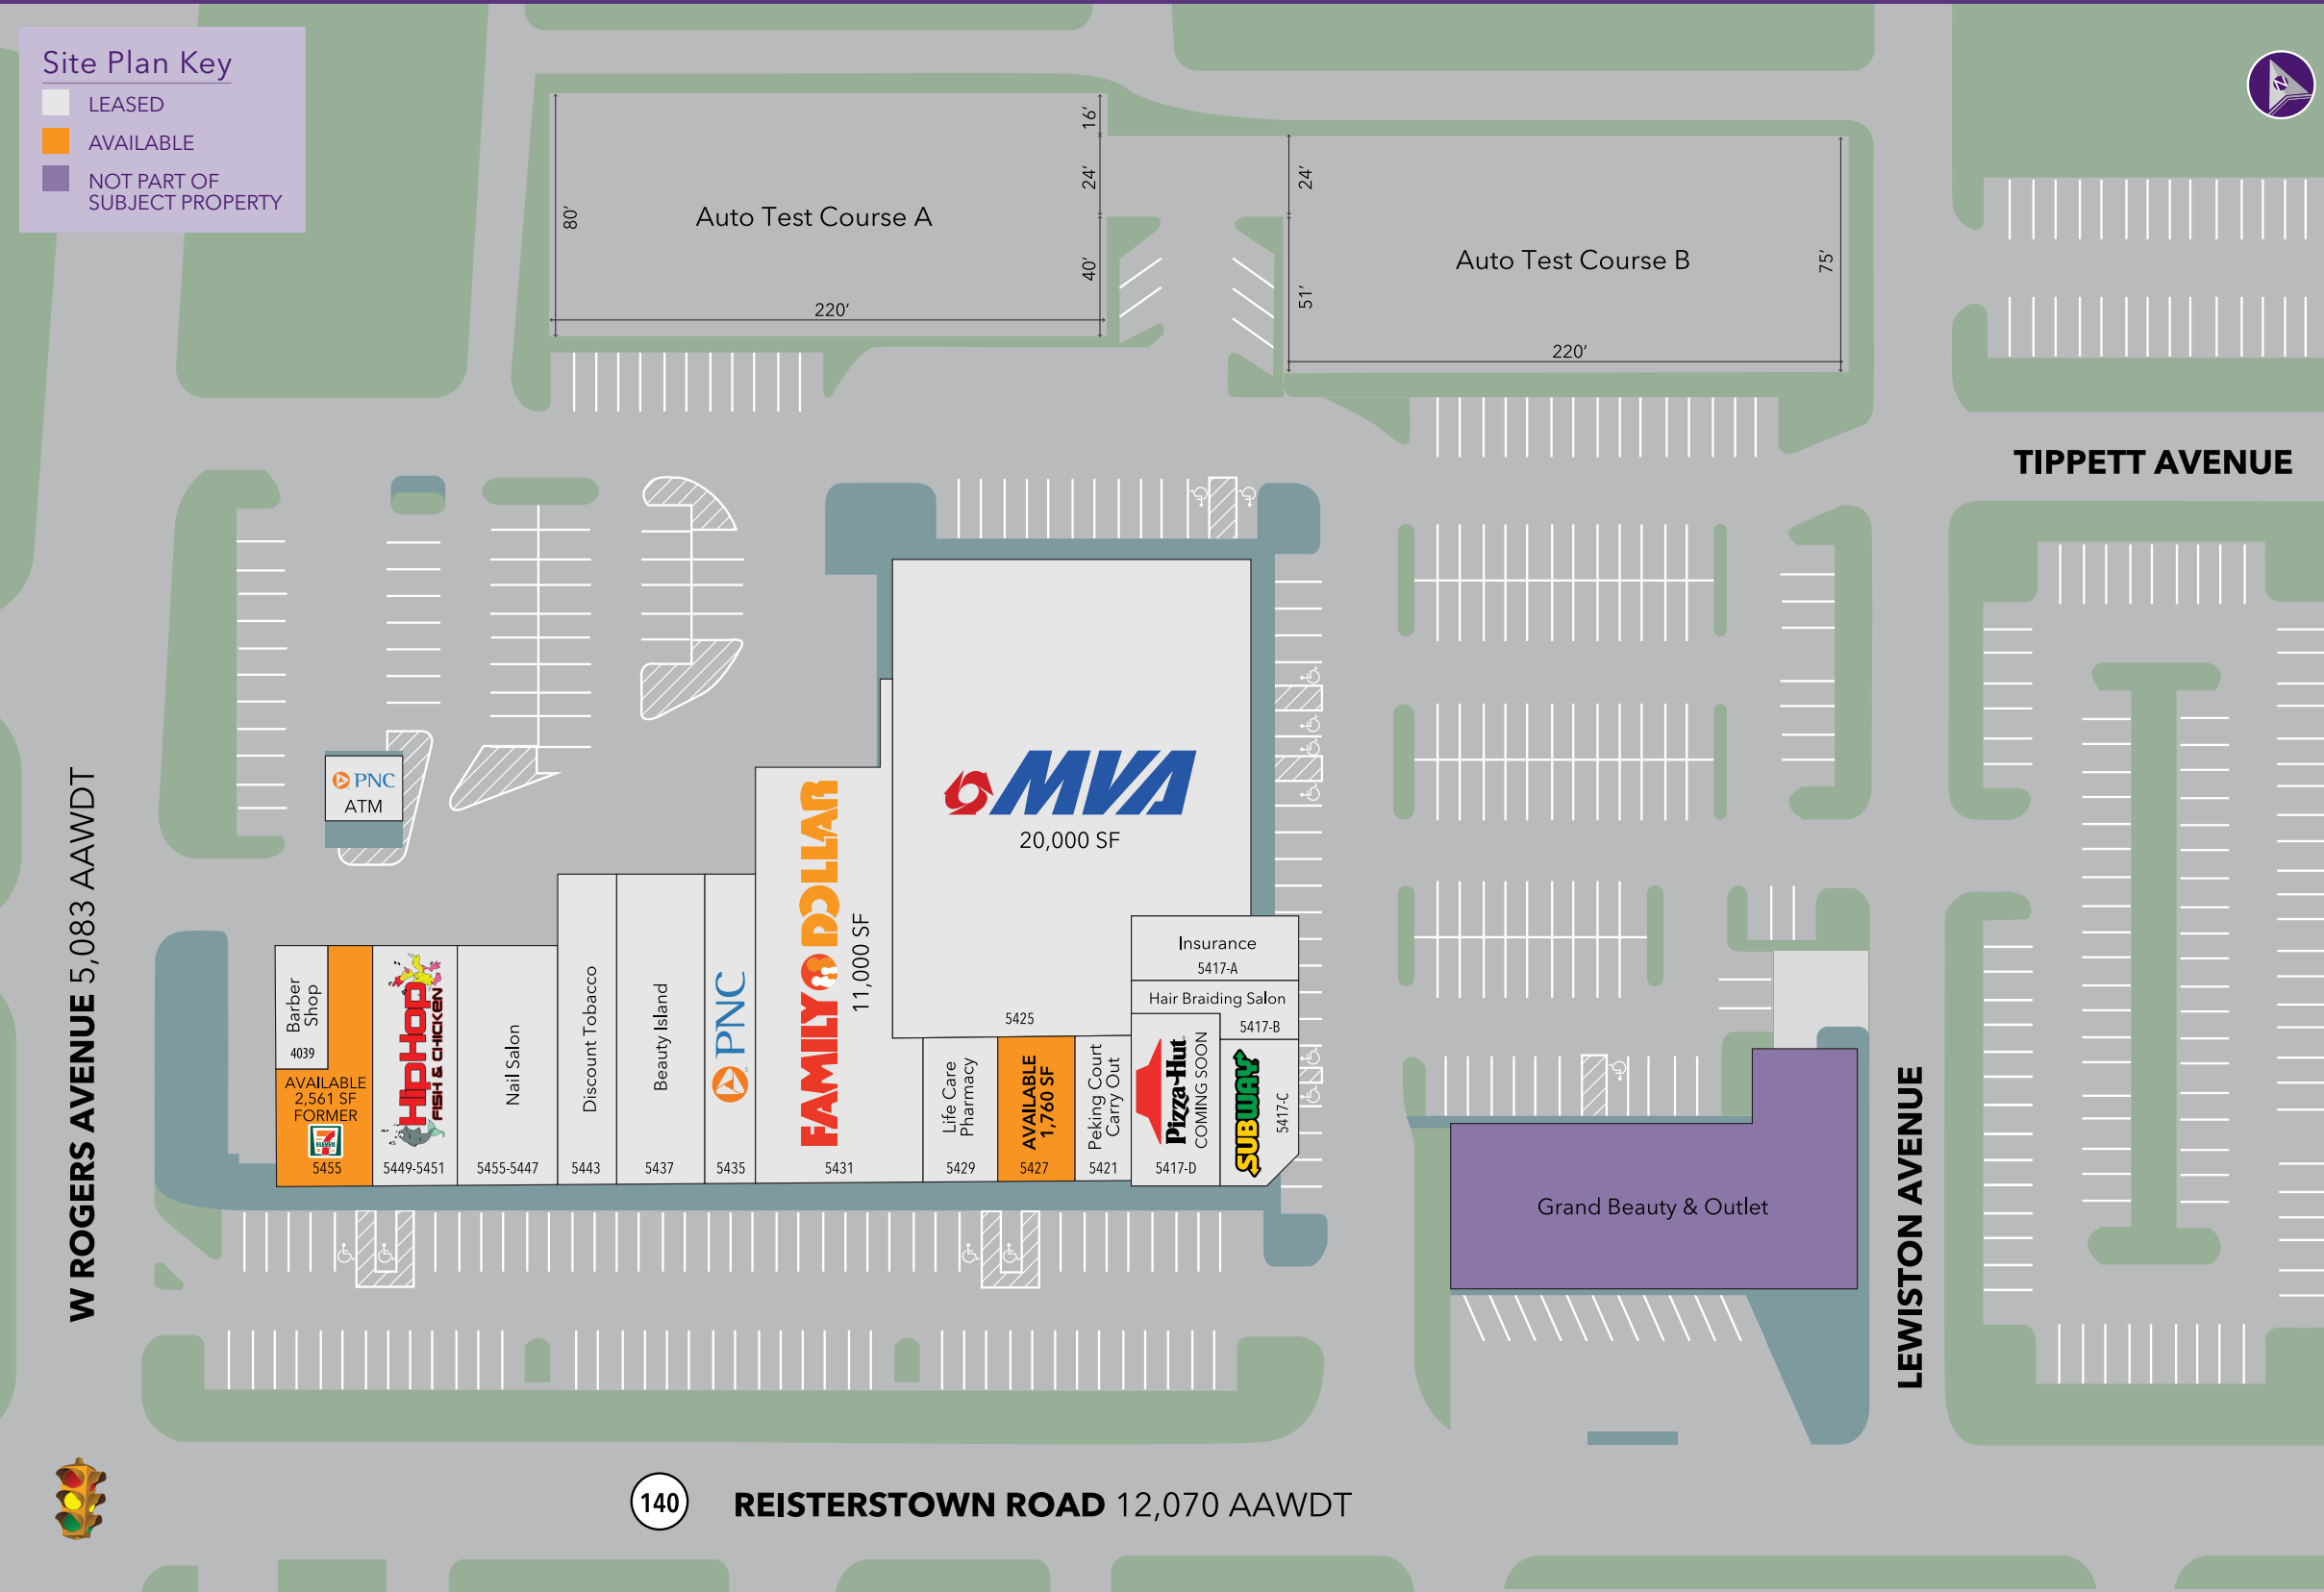 Site Plan Key
LEASED
AVAILABLE
NOT PART OF
SUBJECT PROPERTY
N
80’
Auto Test Course A
220’
16’
24’
40’
24’
51’
Auto Test Course B
220’
75’
TIPPETT AVENUE
W ROGERS AVENUE 5,083 AAWDT
PNC
ATM
MVA
20,000 SF
5425
Barber
Shop
4039
AVAILABLE
2,561 SF
FORMER
7
ELEVEN
5455
HipHop
FISH & CHICKEN
5449-5451
Nail Salon
5455-5447
Discount Tobacco
5443
Beauty Island
5437
PNC
5435
FAMILY DOLLAR
11,000 SF
5431
Life Care
Pharmacy
5429
AVAILABLE
1,760 SF
5427
Peking Court
Carry Out
5421
Insurance
5417-A
Hair Braiding Salon
5417-B
Pizza Hut
COMING SOON
5417-D
SUBWAY
5417-C
Grand Beauty & Outlet
LEWISTON AVENUE
140
REISTERSTOWN ROAD 12,070 AAWDT